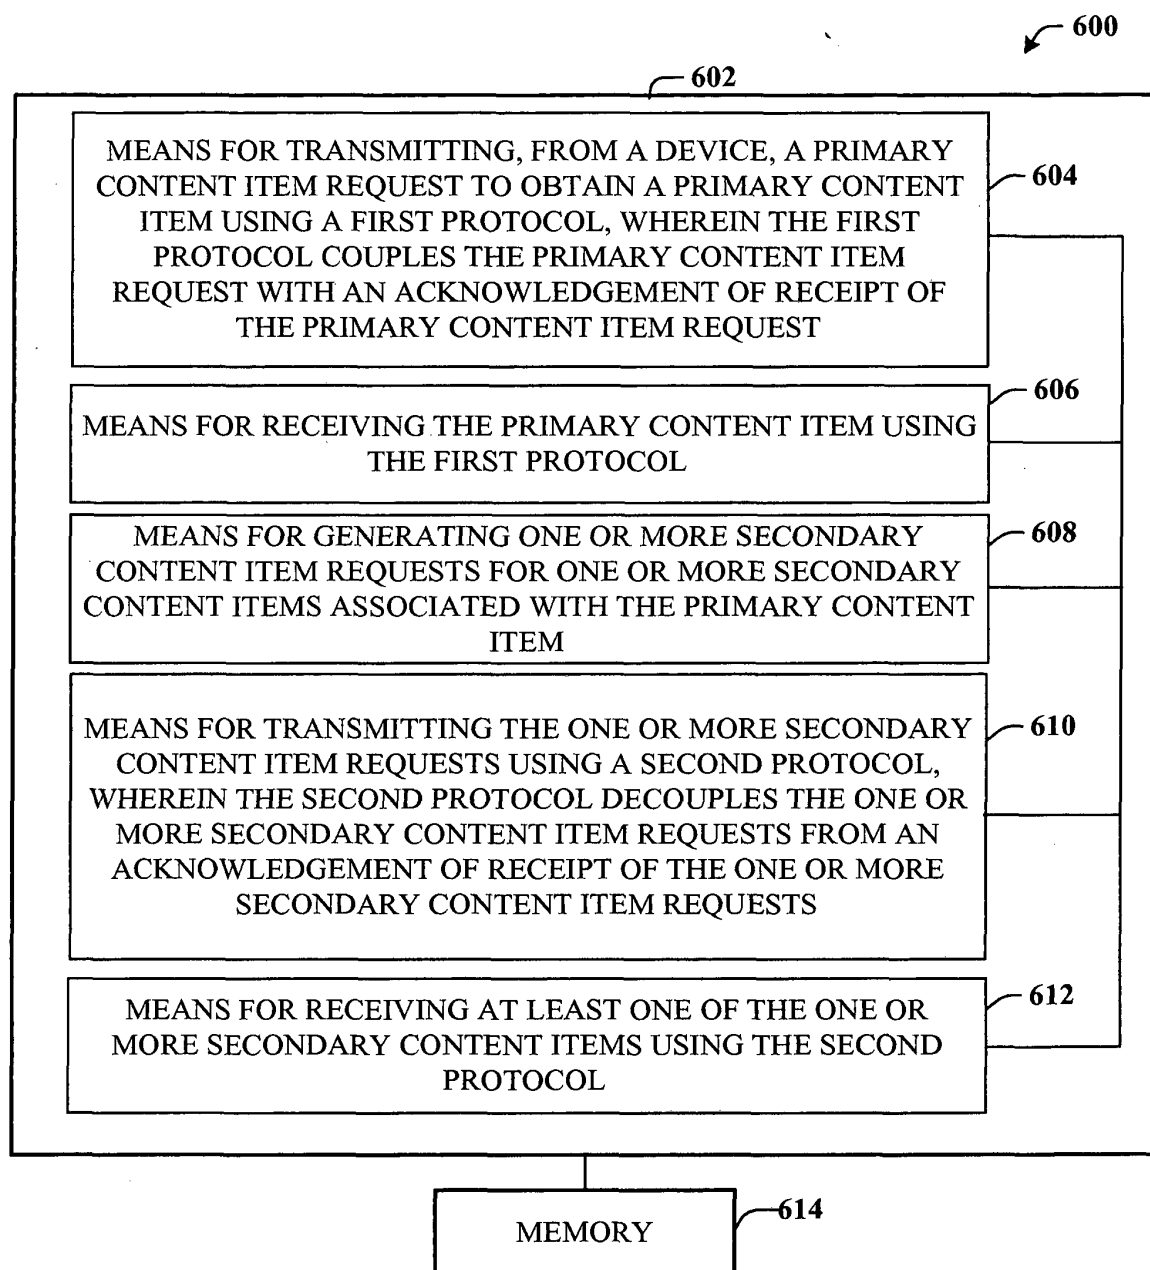 600
602
MEANS FOR TRANSMITTING, FROM A DEVICE, A PRIMARY
CONTENT ITEM REQUEST TO OBTAIN A PRIMARY CONTENT
ITEM USING A FIRST PROTOCOL, WHEREIN THE FIRST
PROTOCOL COUPLES THE PRIMARY CONTENT ITEM
REQUEST WITH AN ACKNOWLEDGEMENT OF RECEIPT OF
THE PRIMARY CONTENT ITEM REQUEST
604
MEANS FOR RECEIVING THE PRIMARY CONTENT ITEM USING
THE FIRST PROTOCOL
606
MEANS FOR GENERATING ONE OR MORE SECONDARY
CONTENT ITEM REQUESTS FOR ONE OR MORE SECONDARY
CONTENT ITEMS ASSOCIATED WITH THE PRIMARY CONTENT
ITEM
608
MEANS FOR TRANSMITTING THE ONE OR MORE SECONDARY
CONTENT ITEM REQUESTS USING A SECOND PROTOCOL,
WHEREIN THE SECOND PROTOCOL DECOUPLES THE ONE OR
MORE SECONDARY CONTENT ITEM REQUESTS FROM AN
ACKNOWLEDGEMENT OF RECEIPT OF THE ONE OR MORE
SECONDARY CONTENT ITEM REQUESTS
610
MEANS FOR RECEIVING AT LEAST ONE OF THE ONE OR
MORE SECONDARY CONTENT ITEMS USING THE SECOND
PROTOCOL
612
MEMORY
614